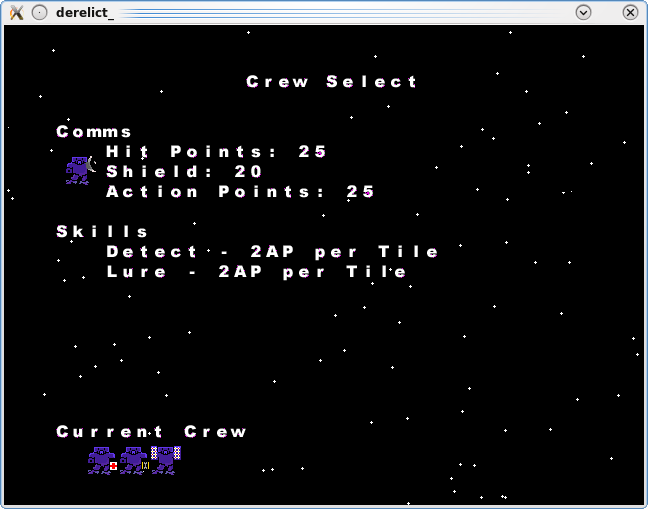 derelict_
Crew Select
Comms
Hit Points: 25
Shield: 20
Action Points: 25
Skills
Detect - 2AP per Tile
Lure - 2AP per Tile
Current Crew